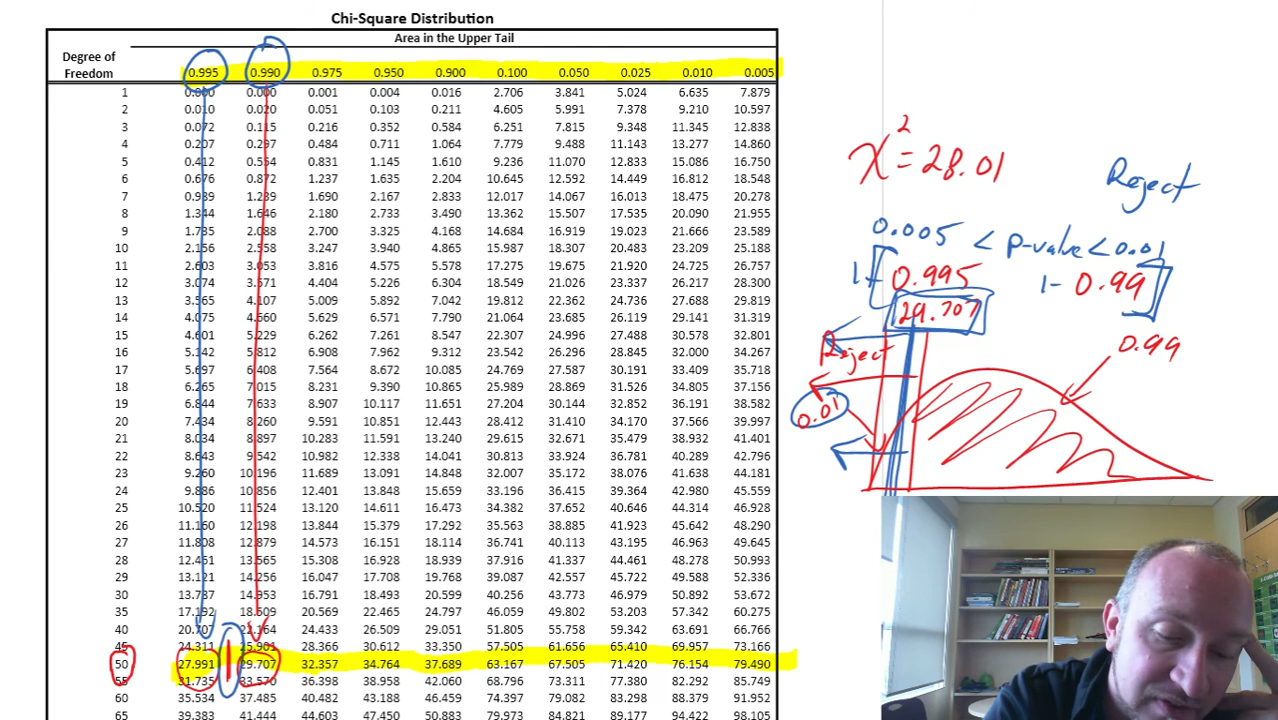 Chi-Square Distribution
Area in the Upper Tail
Degree of
Freedom 0.995 0.990 0.975 0.950 0.900 0.100 0.050 0.025 0.010 0.005
1 0.000 0.000 0.001 0.004 0.016 2.706 3.841 5.024 6.635 7.879
2 0.010 0.020 0.051 0.103 0.211 4.605 5.991 7.378 9.210 10.597
3 0.072 0.115 0.216 0.352 0.584 6.251 7.815 9.348 11.345 12.838
4 0.207 0.297 0.484 0.711 1.064 7.779 9.488 11.143 13.277 14.860
5 0.412 0.554 0.831 1.145 1.610 9.236 11.070 12.833 15.086 16.750
6 0.676 0.872 1.237 1.635 2.204 10.645 12.592 14.449 16.812 18.548
7 0.989 1.239 1.690 2.167 2.833 12.017 14.067 16.013 18.475 20.278
8 1.344 1.646 2.180 2.733 3.490 13.362 15.507 17.535 20.090 21.955
9 1.735 2.088 2.700 3.325 4.168 14.684 16.919 19.023 21.666 23.589
10 2.156 2.558 3.247 3.940 4.865 15.987 18.307 20.483 23.209 25.188
11 2.603 3.053 3.816 4.575 5.578 17.275 19.675 21.920 24.725 26.757
12 3.074 3.571 4.404 5.226 6.304 18.549 21.026 23.337 26.217 28.300
13 3.565 4.107 5.009 5.892 7.042 19.812 22.362 24.736 27.688 29.819
14 4.075 4.660 5.629 6.571 7.790 21.064 23.685 26.119 29.141 31.319
15 4.601 5.229 6.262 7.261 8.547 22.307 24.996 27.488 30.578 32.801
16 5.142 5.812 6.908 7.962 9.312 23.542 26.296 28.845 32.000 34.267
17 5.697 6.408 7.564 8.672 10.085 24.769 27.587 30.191 33.409 35.718
18 6.265 7.015 8.231 9.390 10.865 25.989 28.869 31.526 34.805 37.156
19 6.844 7.633 8.907 10.117 11.651 27.204 30.144 32.852 36.191 38.582
20 7.434 8.260 9.591 10.851 12.443 28.412 31.410 34.170 37.566 39.997
21 8.034 8.897 10.283 11.591 13.240 29.615 32.671 35.479 38.932 41.401
22 8.643 9.542 10.982 12.338 14.041 30.813 33.924 36.781 40.289 42.796
23 9.260 10.196 11.689 13.091 14.848 32.007 35.172 38.076 41.638 44.181
24 9.886 10.856 12.401 13.848 15.659 33.196 36.415 39.364 42.980 45.559
25 10.520 11.524 13.120 14.611 16.473 34.382 37.652 40.646 44.314 46.928
26 11.160 12.198 13.844 15.379 17.292 35.563 38.885 41.923 45.642 48.290
27 11.808 12.879 14.573 16.151 18.114 36.741 40.113 43.195 46.963 49.645
28 12.461 13.565 15.308 16.928 18.939 37.916 41.337 44.461 48.278 50.993
29 13.121 14.256 16.047 17.708 19.768 39.087 42.557 45.722 49.588 52.336
30 13.787 14.953 16.791 18.493 20.599 40.256 43.773 46.979 50.892 53.672
35 17.192 18.509 20.569 22.465 24.797 46.059 49.802 53.203 57.342 60.275
40 20.707 22.164 24.433 26.509 29.051 51.805 55.758 59.342 63.691 66.766
45 24.311 25.901 28.366 30.612 33.350 57.505 61.656 65.410 69.957 73.166
50 27.991 29.707 32.357 34.764 37.689 63.167 67.505 71.420 76.154 79.490
55 31.735 33.570 36.398 38.958 42.060 68.796 73.311 77.380 82.292 85.749
60 35.534 37.485 40.482 43.188 46.459 74.397 79.082 83.298 88.379 91.952
65 39.383 41.444 44.603 47.450 50.883 79.973 84.821 89.177 94.422 98.105
χ² = 28.01
Reject
0.005 < p-value < 0.01
1- 0.995 1- 0.99
29.707
Reject 0.99
0.01